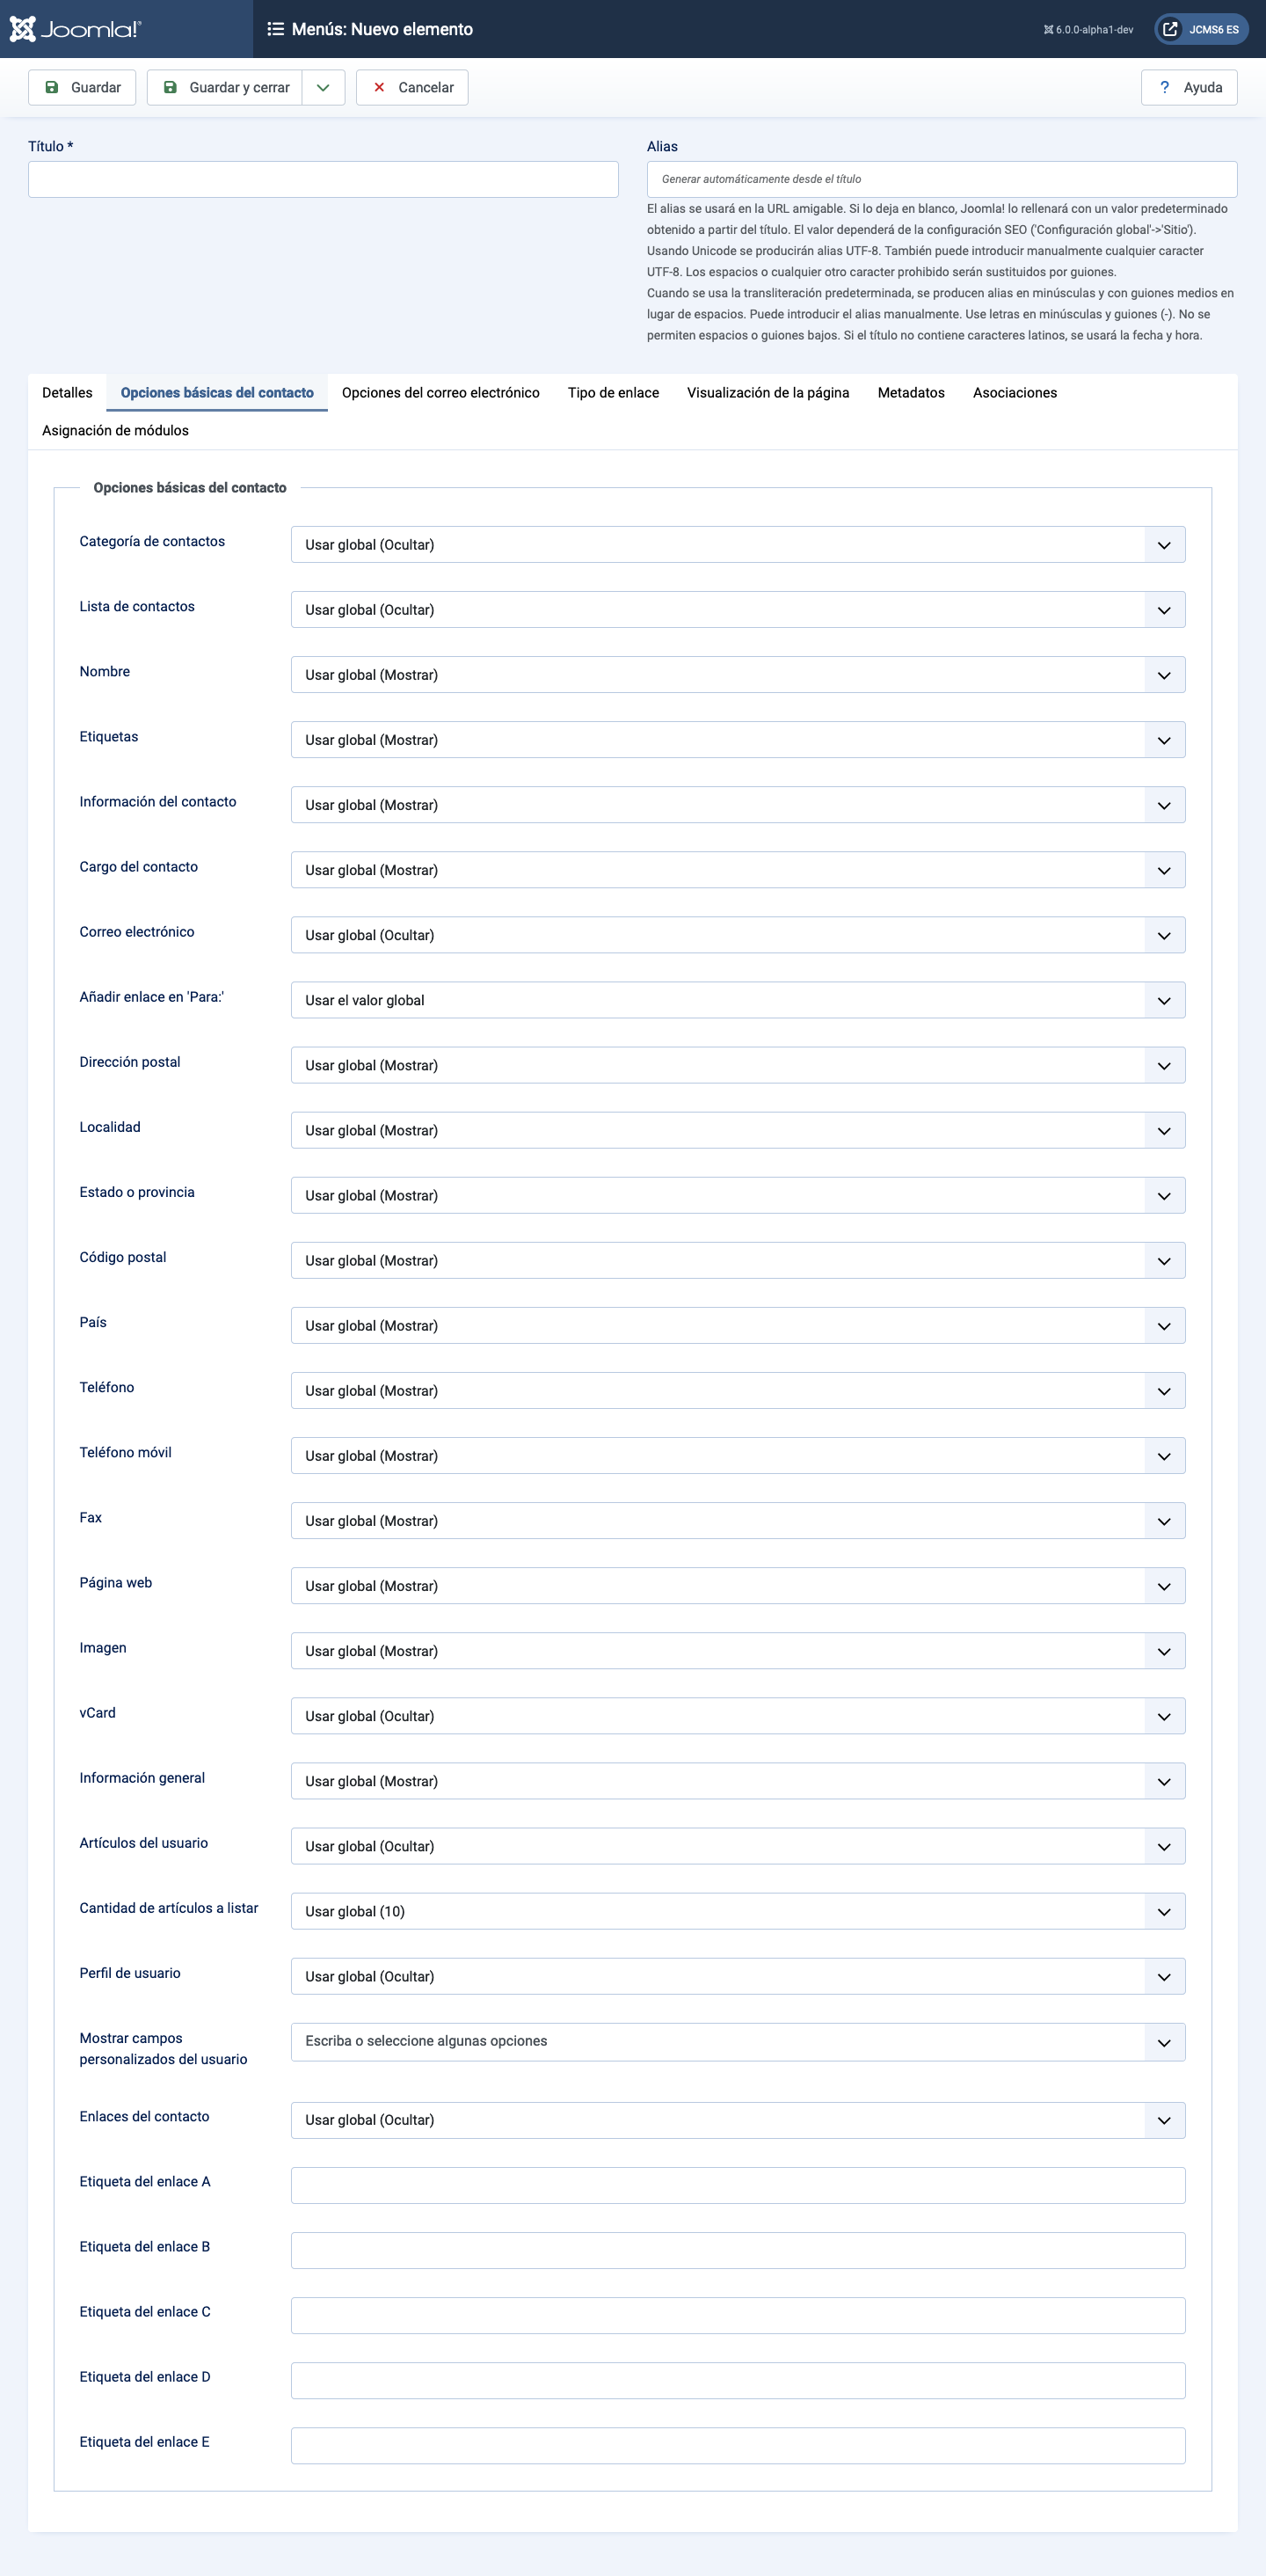 Joomla!
Menús: Nuevo elemento
6.0.0-alpha1-dev
JCMS6 ES
Guardar
Guardar y cerrar
Cancelar
? Ayuda
Título *
Alias
Generar automáticamente desde el título
El alias se usará en la URL amigable. Si lo deja en blanco, Joomla! lo rellenará con un valor predeterminado
obtenido a partir del título. El valor dependerá de la configuración SEO ('Configuración global'->'Sitio').
Usando Unicode se producirán alias UTF-8. También puede introducir manualmente cualquier caracter
UTF-8. Los espacios o cualquier otro caracter prohibido serán sustituidos por guiones.
Cuando se usa la transliteración predeterminada, se producen alias en minúsculas y con guiones medios en
lugar de espacios. Puede introducir el alias manualmente. Use letras en minúsculas y guiones (-). No se
permiten espacios o guiones bajos. Si el título no contiene caracteres latinos, se usará la fecha y hora.
Detalles
Opciones básicas del contacto
Opciones del correo electrónico
Tipo de enlace
Visualización de la página
Metadatos
Asociaciones
Asignación de módulos
Opciones básicas del contacto
Categoría de contactos
Usar global (Ocultar)
Lista de contactos
Usar global (Ocultar)
Nombre
Usar global (Mostrar)
Etiquetas
Usar global (Mostrar)
Información del contacto
Usar global (Mostrar)
Cargo del contacto
Usar global (Mostrar)
Correo electrónico
Usar global (Ocultar)
Añadir enlace en 'Para:'
Usar el valor global
Dirección postal
Usar global (Mostrar)
Localidad
Usar global (Mostrar)
Estado o provincia
Usar global (Mostrar)
Código postal
Usar global (Mostrar)
País
Usar global (Mostrar)
Teléfono
Usar global (Mostrar)
Teléfono móvil
Usar global (Mostrar)
Fax
Usar global (Mostrar)
Página web
Usar global (Mostrar)
Imagen
Usar global (Mostrar)
vCard
Usar global (Ocultar)
Información general
Usar global (Mostrar)
Artículos del usuario
Usar global (Ocultar)
Cantidad de artículos a listar
Usar global (10)
Perfil de usuario
Usar global (Ocultar)
Mostrar campos
personalizados del usuario
Escriba o seleccione algunas opciones
Enlaces del contacto
Usar global (Ocultar)
Etiqueta del enlace A
Etiqueta del enlace B
Etiqueta del enlace C
Etiqueta del enlace D
Etiqueta del enlace E